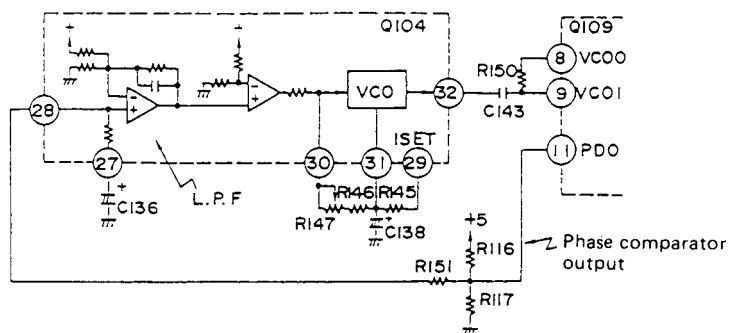 Q104
Q109
+
+
8
VCOO
R150
28
-
+
-
+
VCO
32
C143
9
VCOI
ISET
11
PDO
27
30
31
29
+
C136
L.P.F
R146
R145
R147
+
C138
+5
R116
Phase comparator
output
R151
R117